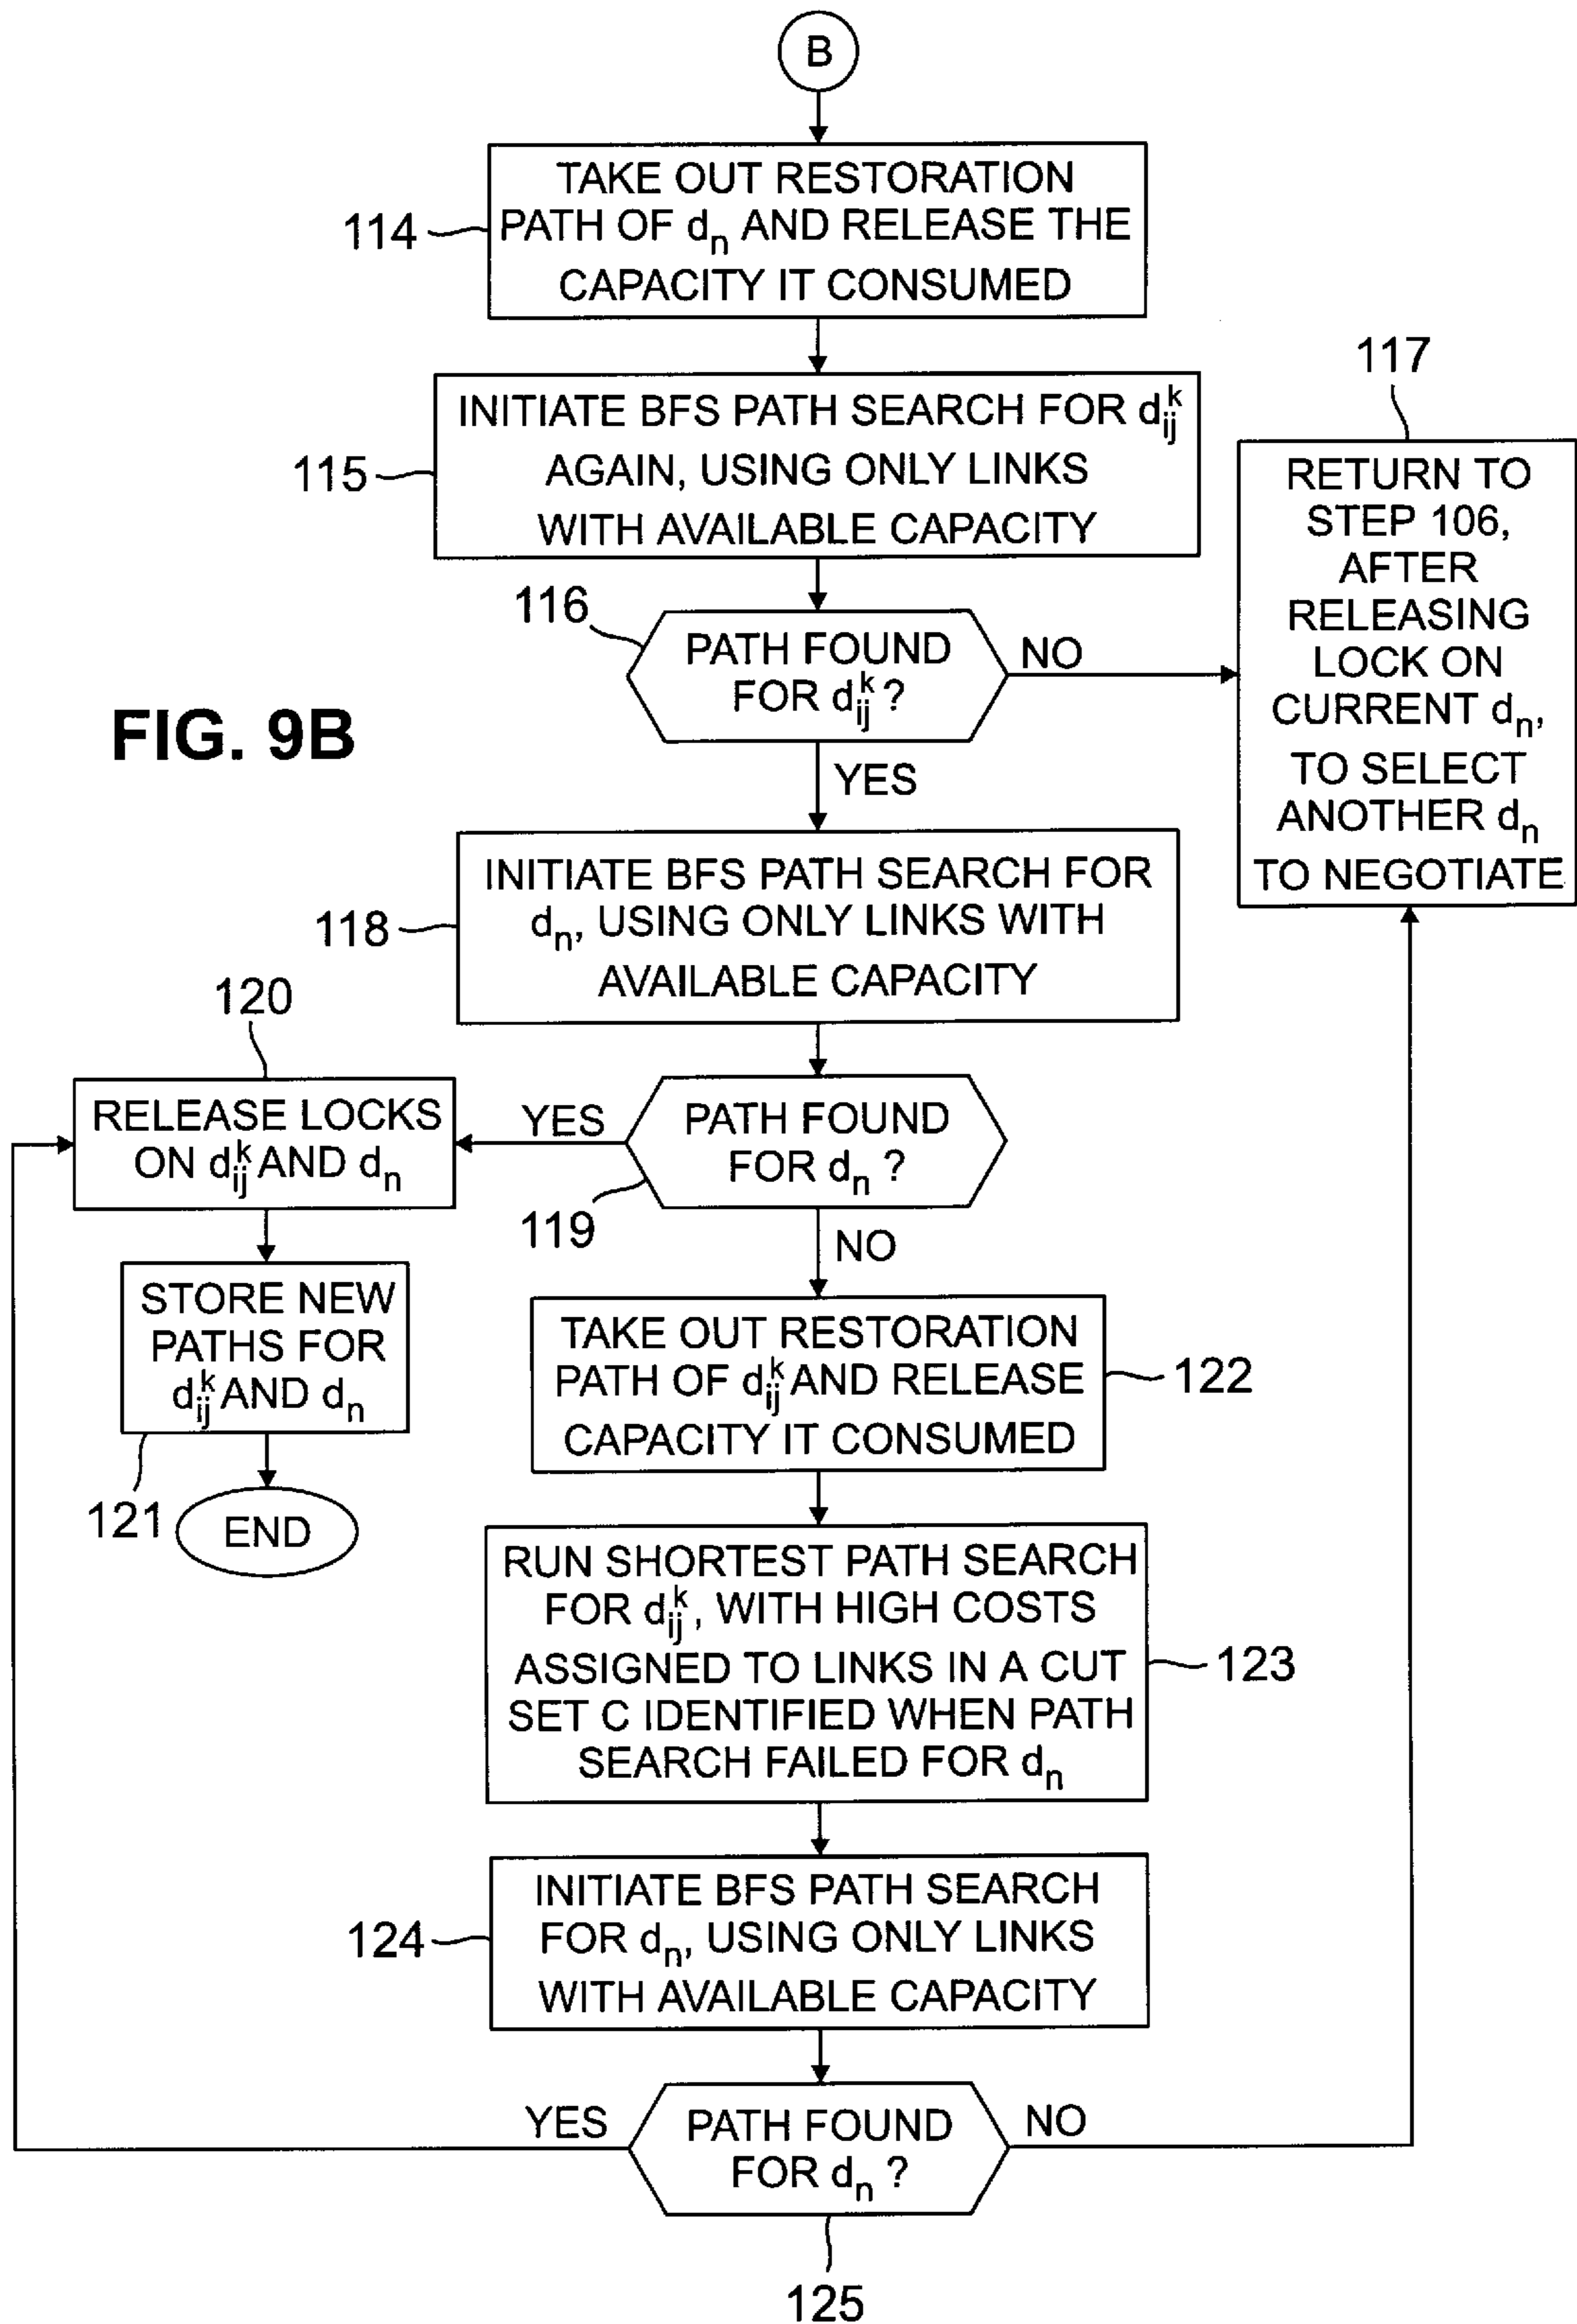 B
TAKE OUT RESTORATION
PATH OF dn AND RELEASE THE
CAPACITY IT CONSUMED
114
117
INITIATE BFS PATH SEARCH FOR d^k_ij
AGAIN, USING ONLY LINKS
WITH AVAILABLE CAPACITY
115
RETURN TO
STEP 106,
AFTER
RELEASING
LOCK ON
CURRENT dn,
TO SELECT
ANOTHER dn
TO NEGOTIATE
116
PATH FOUND
FOR d^k_ij ?
NO
YES
FIG. 9B
INITIATE BFS PATH SEARCH FOR
dn, USING ONLY LINKS WITH
AVAILABLE CAPACITY
118
120
RELEASE LOCKS
ON d^k_ij AND dn
YES
PATH FOUND
FOR dn ?
119
NO
STORE NEW
PATHS FOR
d^k_ij AND dn
121
END
TAKE OUT RESTORATION
PATH OF d^k_ij AND RELEASE
CAPACITY IT CONSUMED
122
RUN SHORTEST PATH SEARCH
FOR d^k_ij, WITH HIGH COSTS
ASSIGNED TO LINKS IN A CUT
SET C IDENTIFIED WHEN PATH
SEARCH FAILED FOR dn
123
INITIATE BFS PATH SEARCH
FOR dn, USING ONLY LINKS
WITH AVAILABLE CAPACITY
124
YES
PATH FOUND
FOR dn ?
NO
125